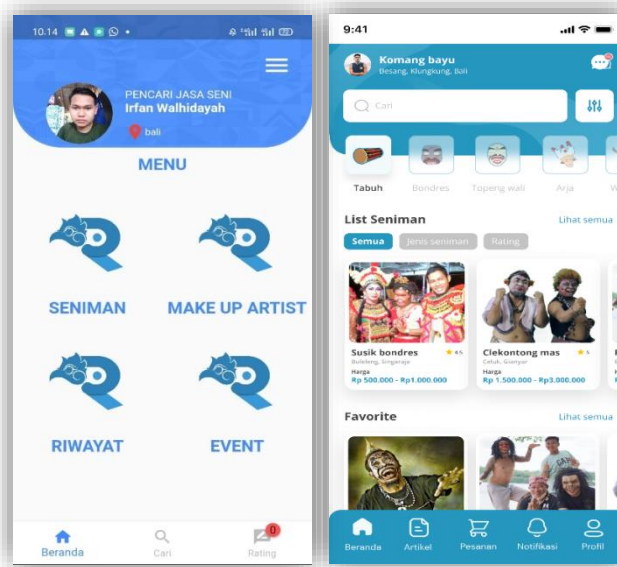 10.14
PENCARI JASA SENI
Irfan Walhidayah
bali
MENU
SENIMAN
MAKE UP ARTIST
RIWAYAT
EVENT
0
Beranda
Cari
Rating
9:41
Komang bayu
Besang, Klungkung, Bali
Cari
Tabuh
Bondres
Topeng wali
Arja
List Seniman
Lihat semua
Semua
Jenis seniman
Rating
Susik bondres
4.5
Buleleng, Singaraja
Harga
Rp 500.000 - Rp1.000.000
Clekontong mas
5
Celuk, Gianyar
Harga
Rp 1.500.000 - Rp3.000.000
Favorite
Lihat semua
Beranda
Artikel
Pesanan
Notifikasi
Profil